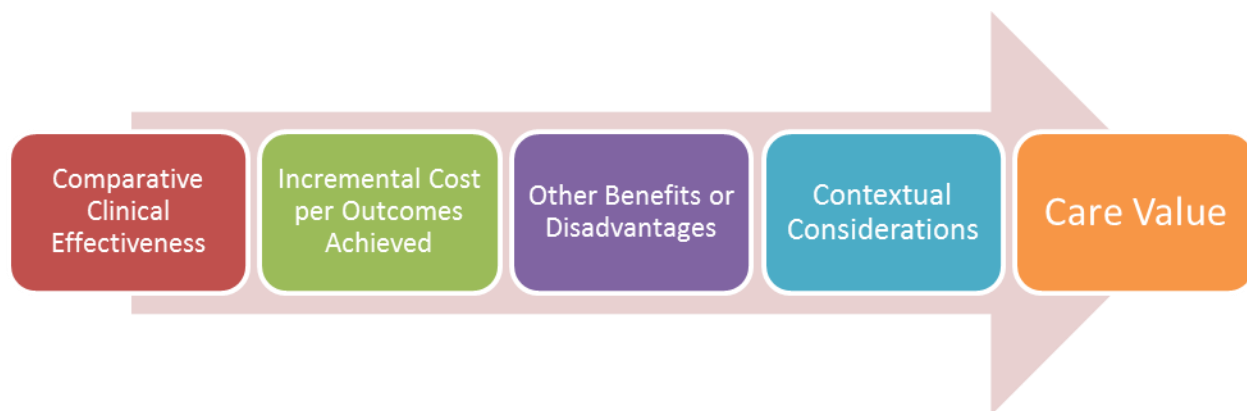 Comparative
Clinical
Effectiveness
Incremental Cost
per Outcomes
Achieved
Other Benefits or
Disadvantages
Contextual
Considerations
Care Value